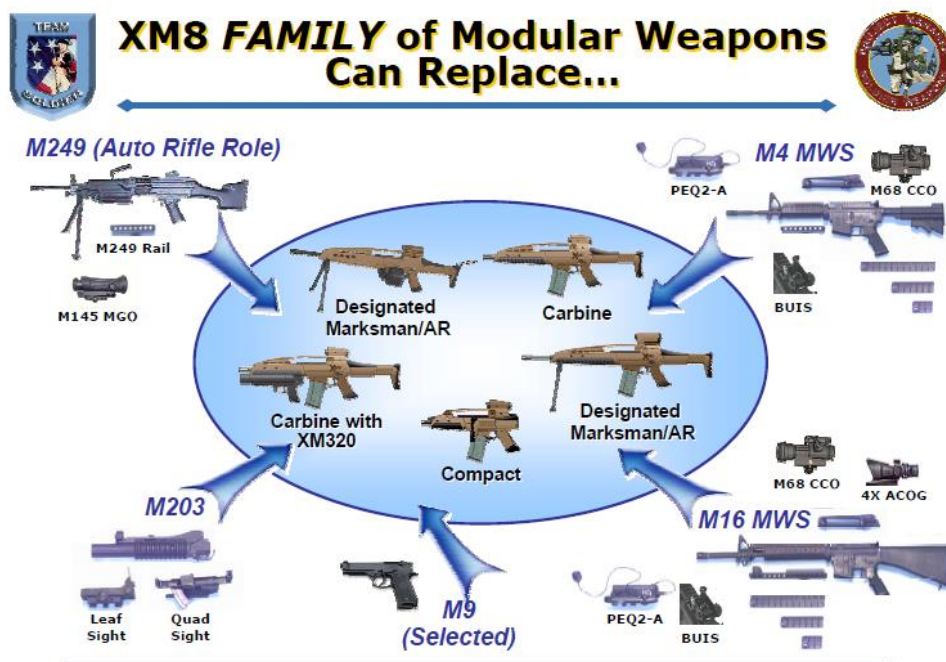 TEAM
SOLDIER
XM8 FAMILY of Modular Weapons
Can Replace...
M249 (Auto Rifle Role)
M249 Rail
M145 MGO
PEQ2-A
M4 MWS
M68 CCO
BUIS
Designated
Marksman/AR
Carbine
Carbine with
XM320
Compact
Designated
Marksman/AR
M203
Leaf
Sight
Quad
Sight
M9
(Selected)
M68 CCO
4X ACOG
M16 MWS
PEQ2-A
BUIS